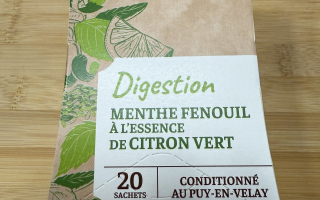 Digestion
MENTHE FENOUIL
À L'ESSENCE
DE CITRON VERT
20
SACHETS
CONDITIONNÉ
AU PUY-EN-VELAY